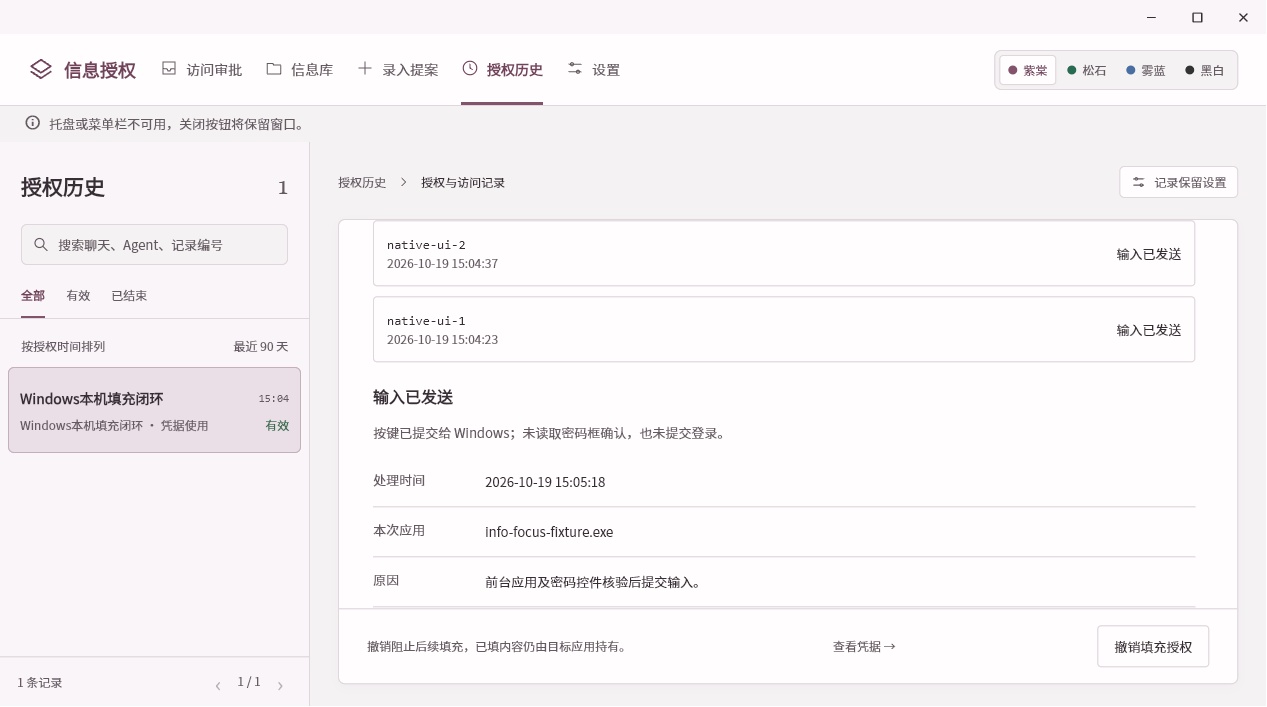 信息授权
访问审批
信息库
录入提案
授权历史
设置
紫棠
松石
雾蓝
黑白
托盘或菜单栏不可用，关闭按钮将保留窗口。
授权历史
1
搜索聊天、Agent、记录编号
全部
有效
已结束
按授权时间排列
最近 90 天
Windows本机填充闭环
15:04
Windows本机填充闭环 · 凭据使用
有效
1 条记录
‹ 1 / 1 ›
授权历史 > 授权与访问记录
记录保留设置
native-ui-2
2026-10-19 15:04:37
输入已发送
native-ui-1
2026-10-19 15:04:23
输入已发送
输入已发送
按键已提交给 Windows；未读取密码框确认，也未提交登录。
处理时间
2026-10-19 15:05:18
本次应用
info-focus-fixture.exe
原因
前台应用及密码控件核验后提交输入。
撤销阻止后续填充，已填内容仍由目标应用持有。
查看凭据 →
撤销填充授权